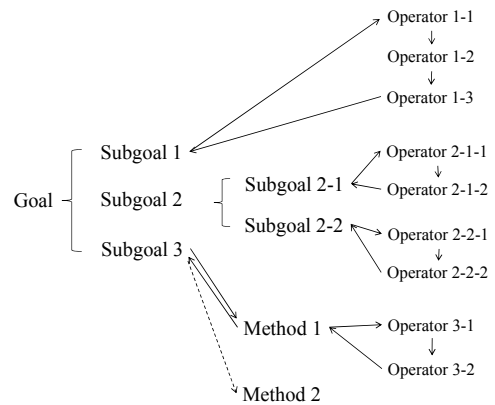 Operator 1-1
Operator 1-2
Operator 1-3
Subgoal 1
Operator 2-1-1
Subgoal 2-1
Operator 2-1-2
Goal
Subgoal 2
Subgoal 2-2
Operator 2-2-1
Subgoal 3
Operator 2-2-2
Method 1
Operator 3-1
Operator 3-2
Method 2